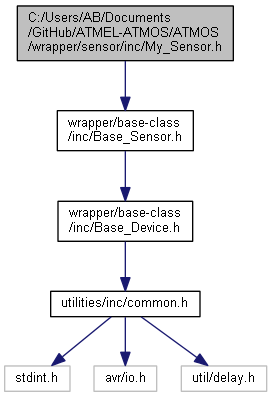 C:/Users/AB/Documents
/GitHub/ATMEL-ATMOS/ATMOS
/wrapper/sensor/inc/My_Sensor.h
wrapper/base-class
/inc/Base_Sensor.h
wrapper/base-class
/inc/Base_Device.h
utilities/inc/common.h
stdint.h
avr/io.h
util/delay.h